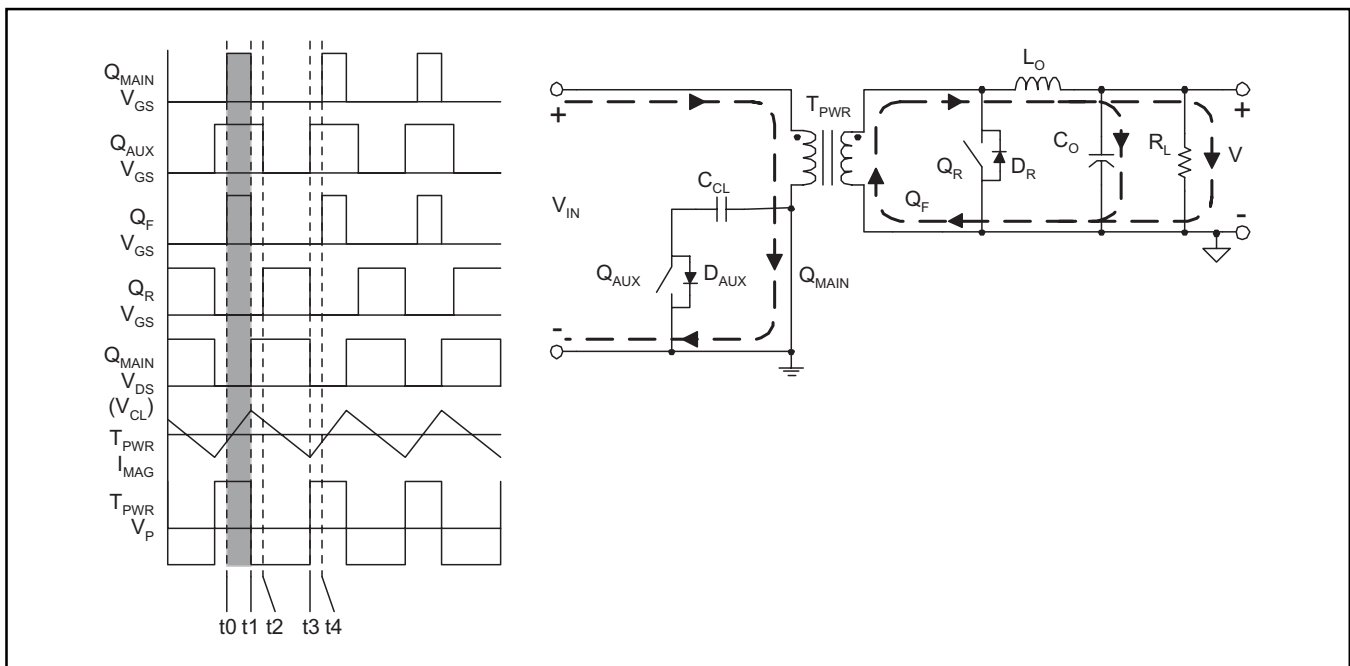 Q_MAIN
V_GS
Q_AUX
V_GS
Q_F
V_GS
Q_R
V_GS
Q_MAIN
V_DS
(V_CL)
T_PWR
I_MAG
T_PWR
V_P
t0 t1 t2 t3 t4
L_O
+ T_PWR +
C_O R_L V
Q_R D_R
C_CL
V_IN Q_F
-
Q_AUX D_AUX Q_MAIN
-